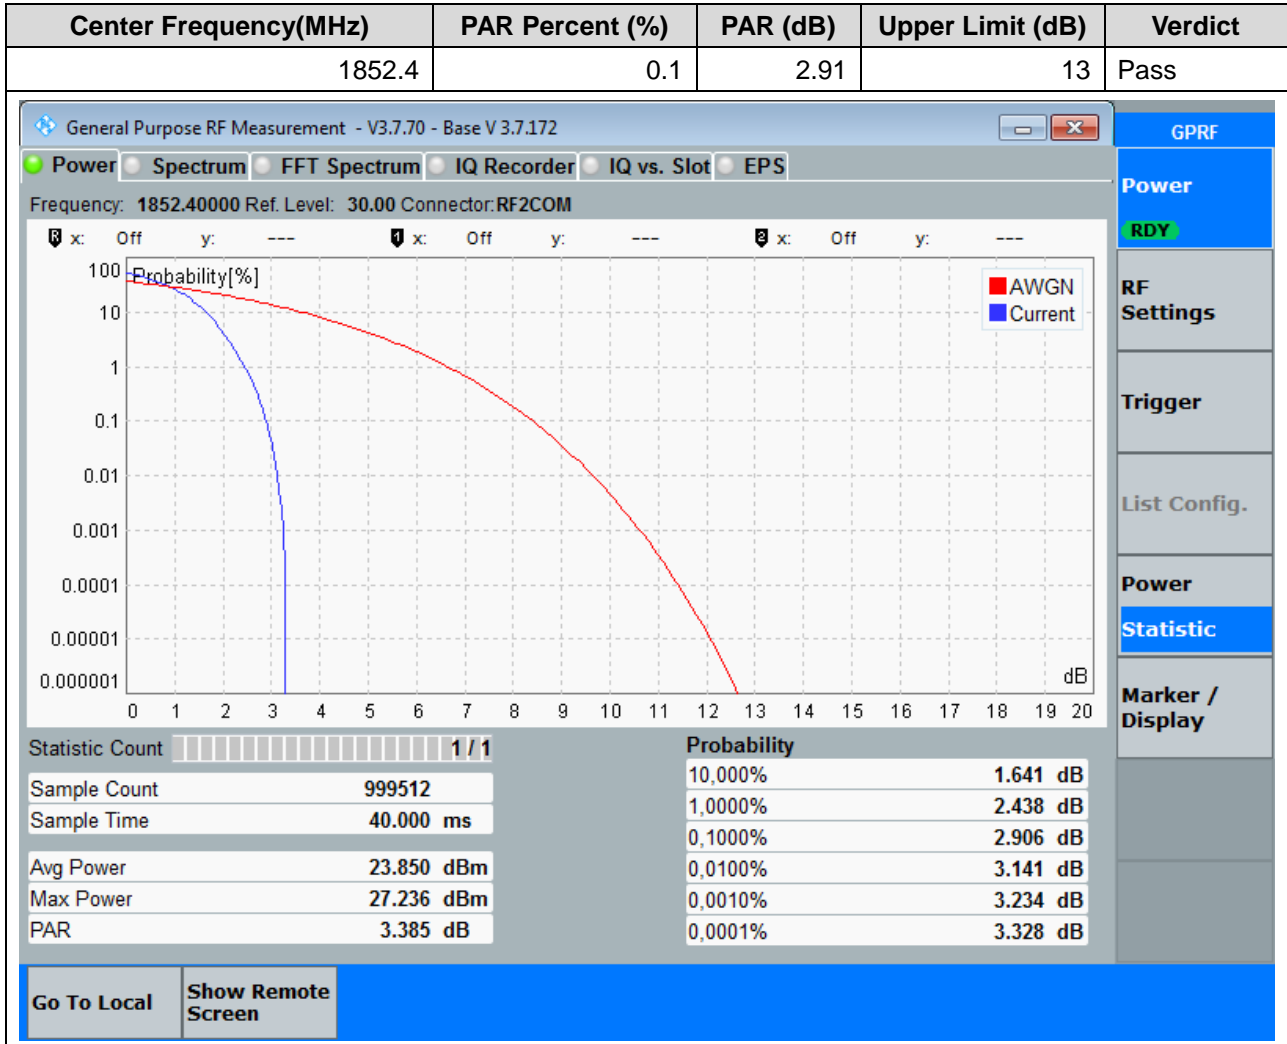 Center Frequency(MHz) PAR Percent (%) PAR (dB) Upper Limit (dB) Verdict
1852.4 0.1 2.91 13 Pass
General Purpose RF Measurement - V3.7.70 - Base V 3.7.172
GPRF
Power Spectrum FFT Spectrum IQ Recorder IQ vs. Slot EPS
Power
RDY
Frequency: 1852.40000 Ref. Level: 30.00 Connector:RF2COM
R x: Off y: --- 1 x: Off y: --- 2 x: Off y: ---
Probability[%]
AWGN
Current
100
10
1
0.1
0.01
0.001
0.0001
0.00001
0.000001
dB
0 1 2 3 4 5 6 7 8 9 10 11 12 13 14 15 16 17 18 19 20
RF
Settings
Trigger
List Config.
Power
Statistic
Marker /
Display
Statistic Count 1 / 1
Sample Count 999512
Sample Time 40.000 ms
Avg Power 23.850 dBm
Max Power 27.236 dBm
PAR 3.385 dB
Probability
10,000% 1.641 dB
1,0000% 2.438 dB
0,1000% 2.906 dB
0,0100% 3.141 dB
0,0010% 3.234 dB
0,0001% 3.328 dB
Go To Local
Show Remote
Screen